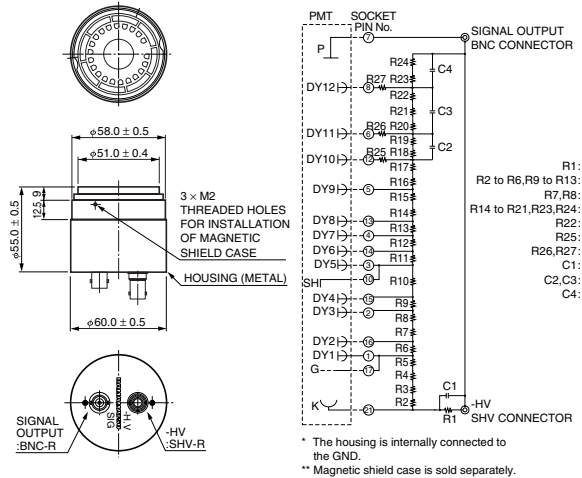 φ58.0 ± 0.5
φ51.0 ± 0.4
φ55.0 ± 0.5
12.5
9
3 × M2
THREADED HOLES
FOR INSTALLATION
OF MAGNETIC
SHIELD CASE
HOUSING (METAL)
φ60.0 ± 0.5
SIGNAL
OUTPUT
:BNC-R
SIG
-H.V
-HV
:SHV-R
PMT
SOCKET
PIN No.
SIGNAL OUTPUT
BNC CONNECTOR
P
7
R24
C4
R27
R23
DY12
8
R22
R21
C3
R26
R20
DY11
6
R19
C2
R25
R18
DY10
12
R17
R16
DY9
5
R15
R14
DY8
13
R13
DY7
4
R12
DY6
14
R11
DY5
3
SHI
10
R10
DY4
15
R9
DY3
2
R8
R7
DY2
16
R6
DY1
1
R5
G
17
R4
R3
R2
K
21
C1
R1
-HV
SHV CONNECTOR
R1:
R2 to R6,R9 to R13:
R7,R8:
R14 to R21,R23,R24:
R22:
R25:
R26,R27:
C1:
C2,C3:
C4:
* The housing is internally connected to
the GND.
** Magnetic shield case is sold separately.